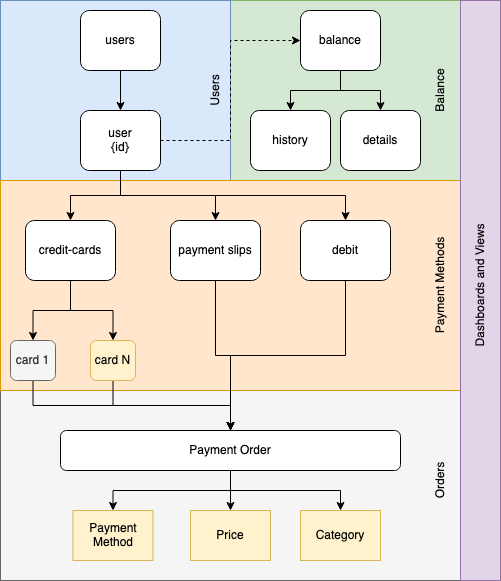 users
balance
Users
Balance
user
{id}
history
details
credit-cards
payment slips
debit
Payment Methods
Dashboards and Views
card 1
card N
Payment Order
Orders
Payment
Method
Price
Category